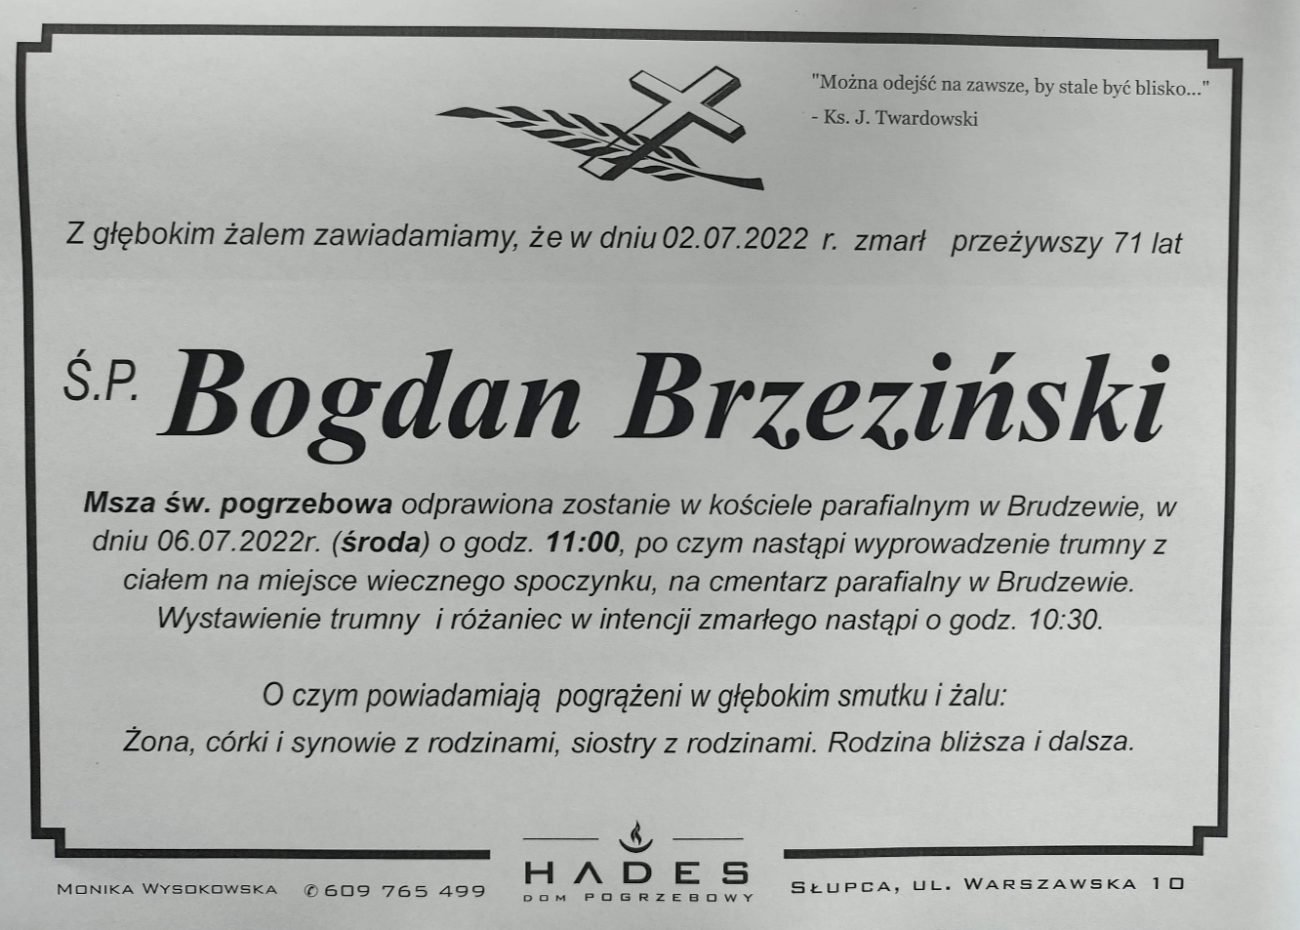 "Można odejść na zawsze, by stale być blisko..."
- Ks. J. Twardowski
Z głębokim żalem zawiadamiamy, że w dniu 02.07.2022 r. zmarł przeżywszy 71 lat
Ś.P. Bogdan Brzeziński
Msza św. pogrzebowa odprawiona zostanie w kościele parafialnym w Brudzewie, w
dniu 06.07.2022r. (środa) o godz. 11:00, po czym nastąpi wyprowadzenie trumny z
ciałem na miejsce wiecznego spoczynku, na cmentarz parafialny w Brudzewie.
Wystawienie trumny i różaniec w intencji zmarłego nastąpi o godz. 10:30.
O czym powiadamiają pogrążeni w głębokim smutku i żalu:
Żona, córki i synowie z rodzinami, siostry z rodzinami. Rodzina bliższa i dalsza.
MONIKA WYSOKOWSKA ✆ 609 765 499
HADES
DOM POGRZEBOWY
SŁUPCA, UL. WARSZAWSKA 10